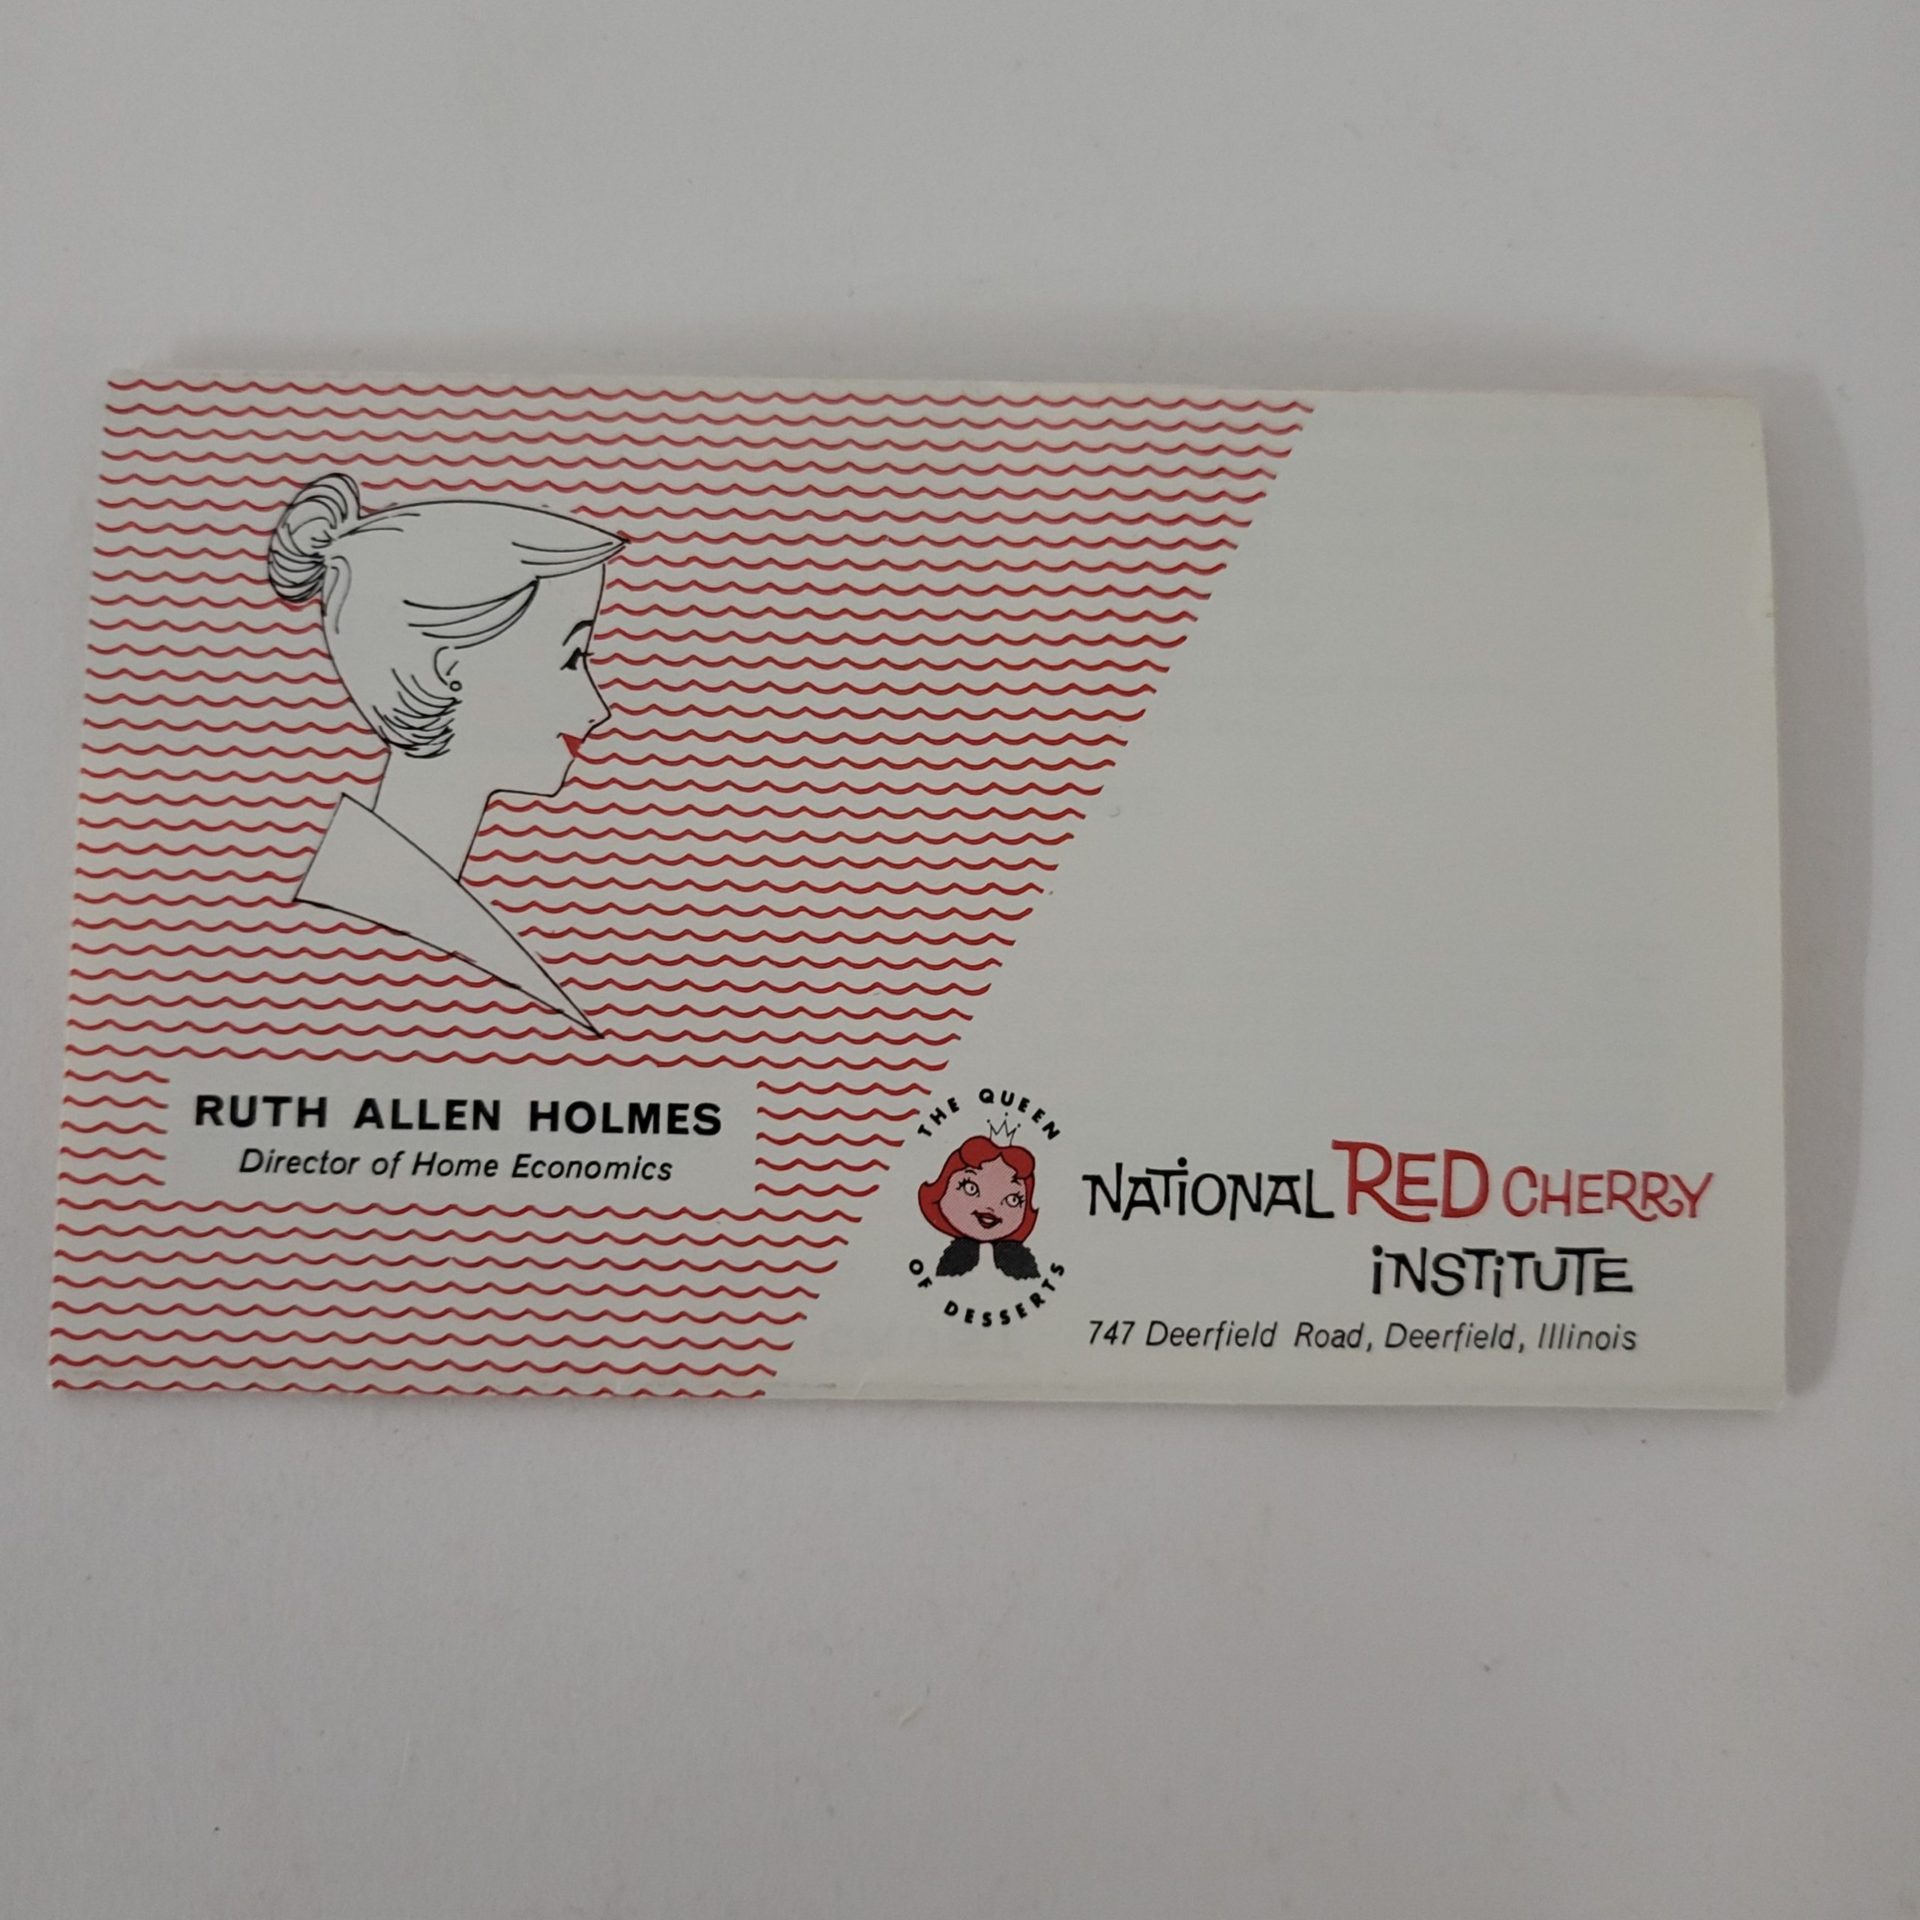 RUTH ALLEN HOLMES
Director of Home Economics
THE QUEEN
OF DESSERTS
NATiONAL RED CHERRY
iNSTiTUTE
747 Deerfield Road, Deerfield, Illinois